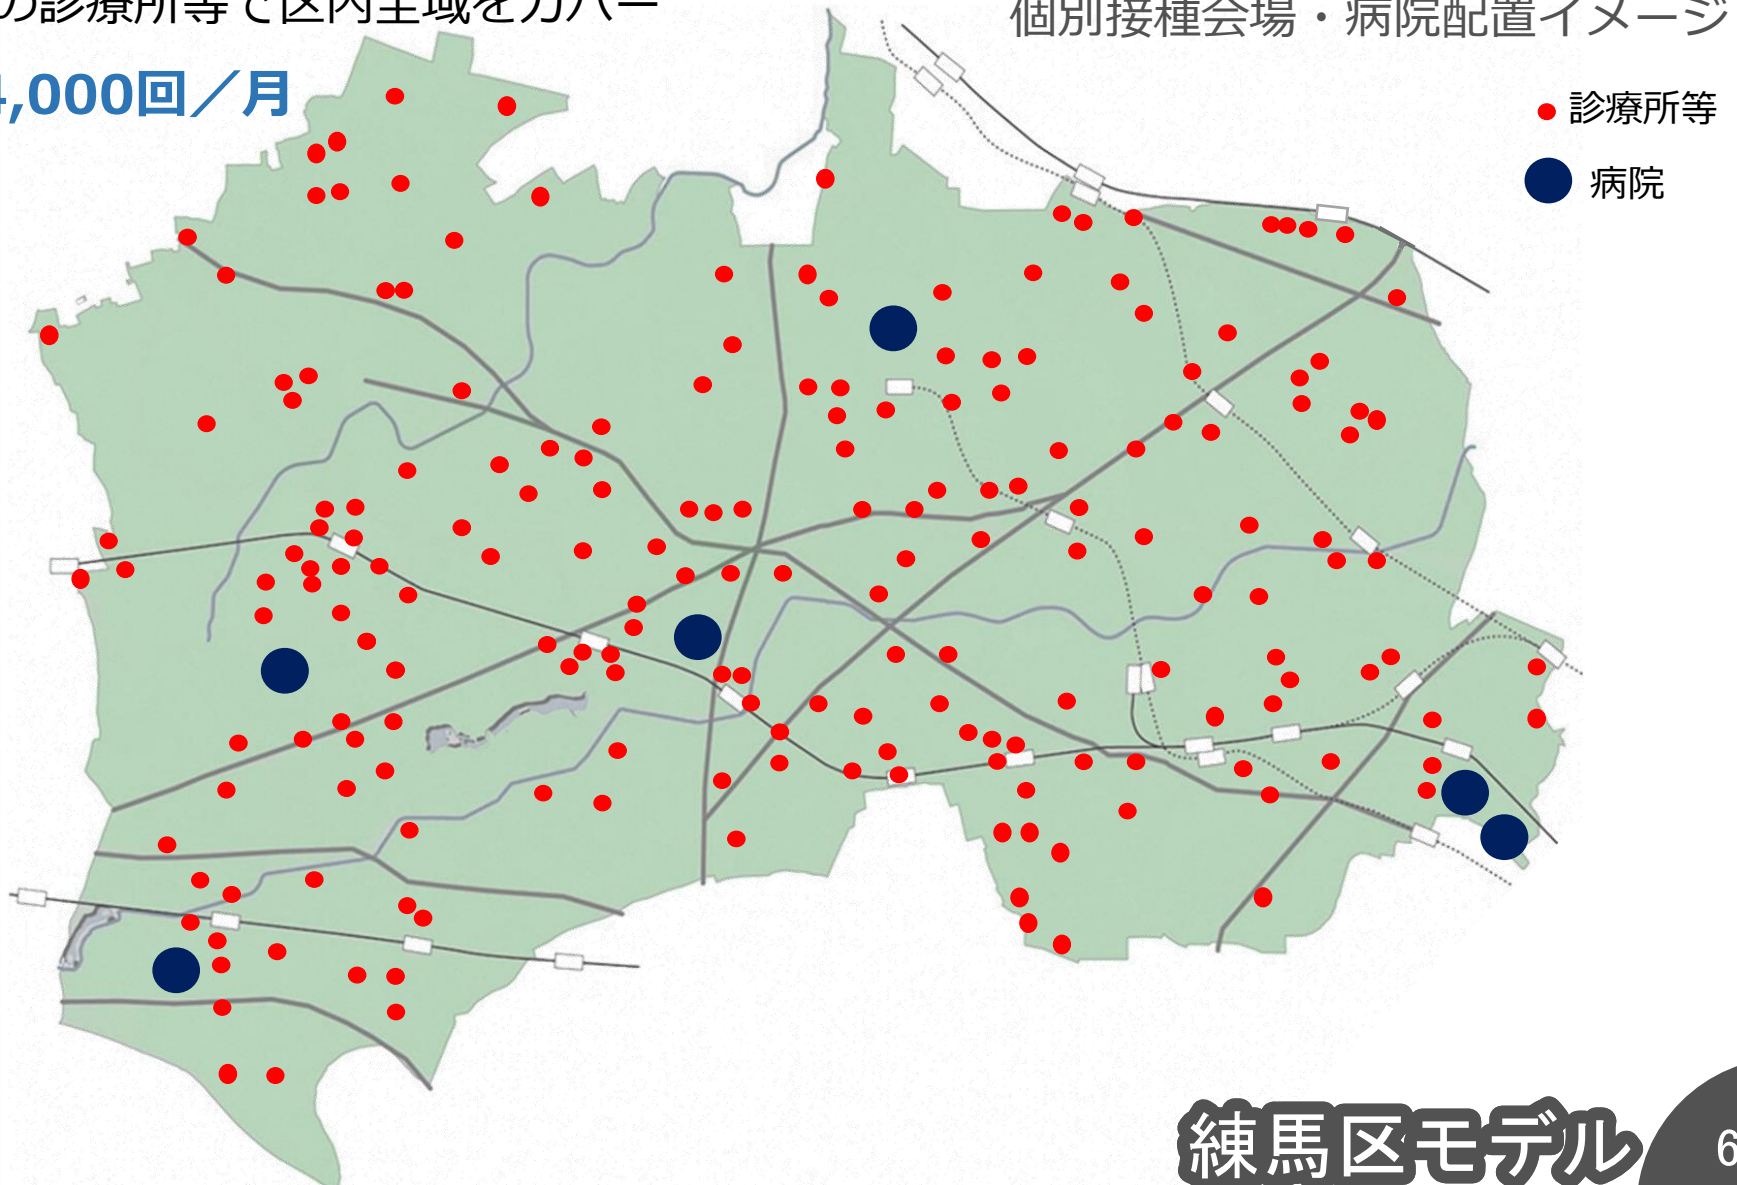 の診療所等で区内全域をカバー
個別接種会場・病院配置イメージ
,000回／月
診療所等
病院
練馬区モデル
6